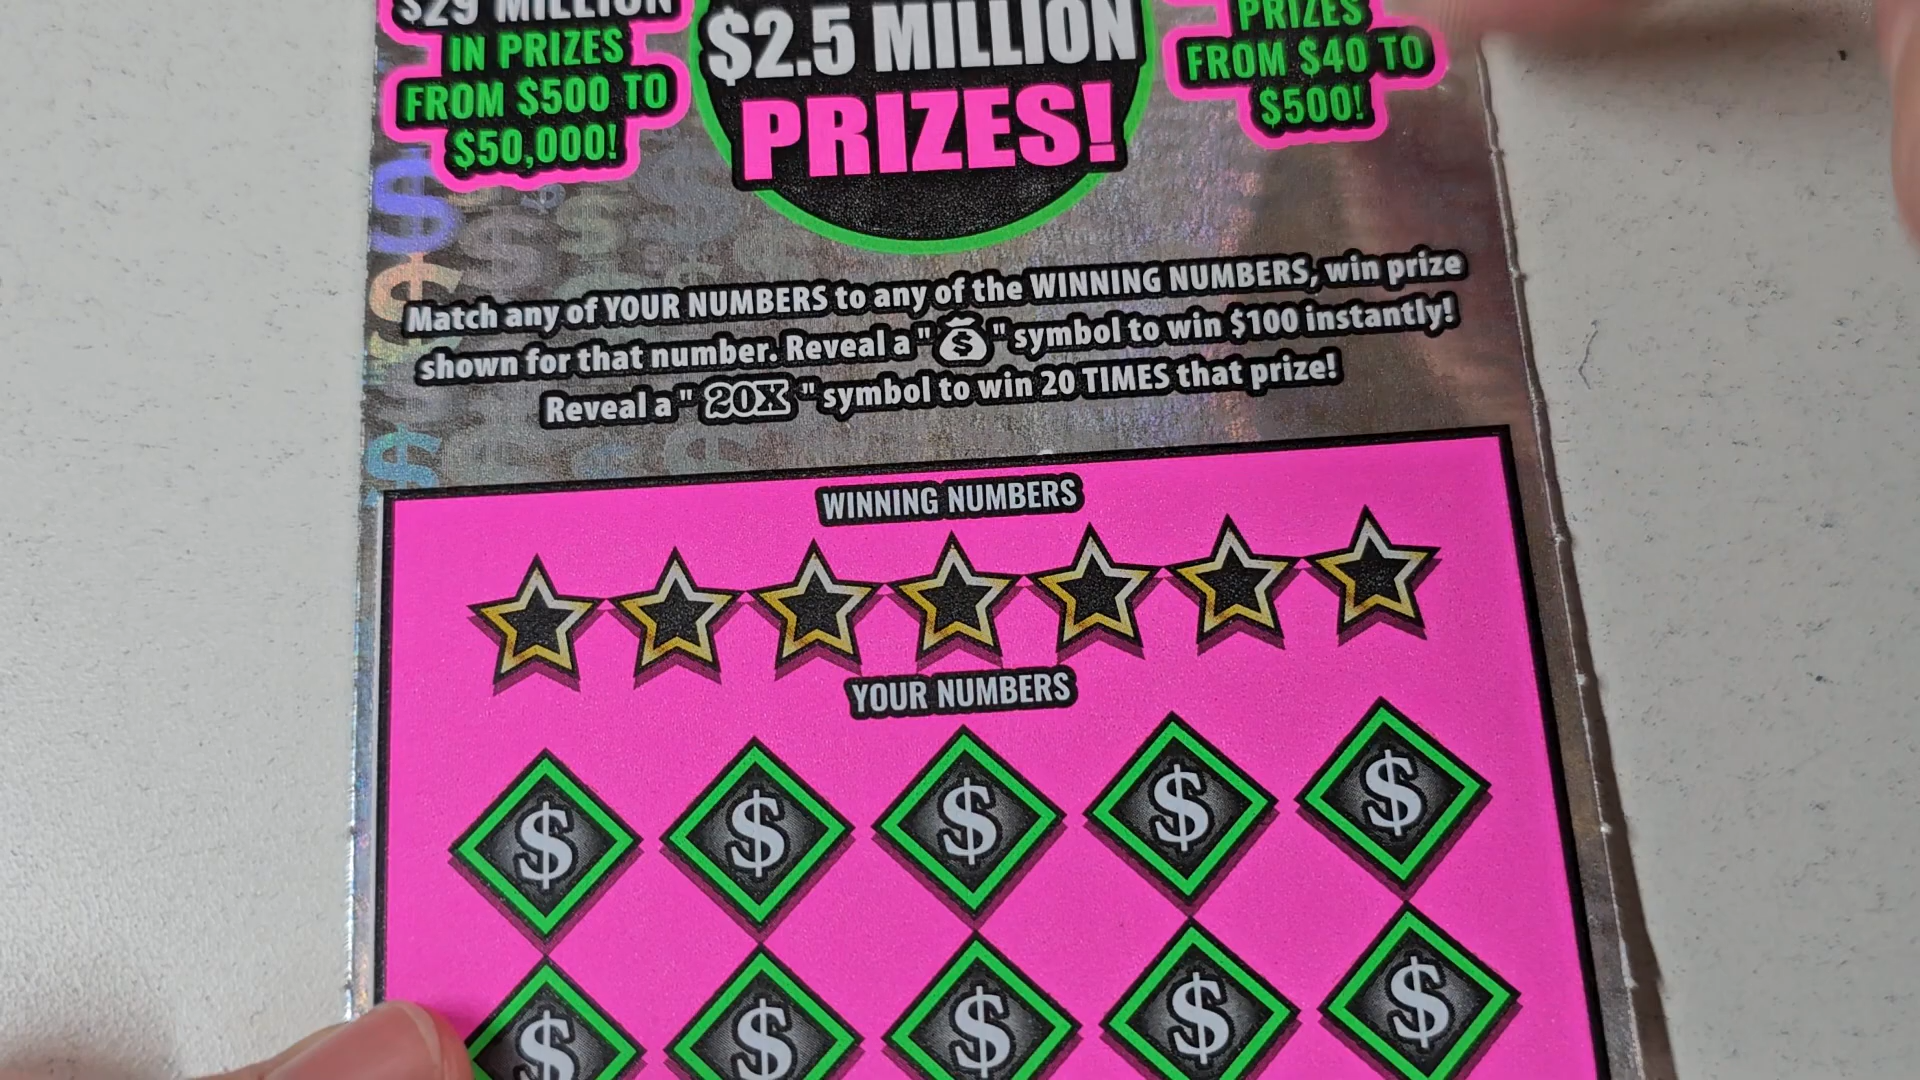 $29 MILLION
IN PRIZES
FROM $500 TO
$50,000!
$2.5 MILLION
PRIZES!
PRIZES
FROM $40 TO
$500!
Match any of YOUR NUMBERS to any of the WINNING NUMBERS, win prize
shown for that number. Reveal a "$" symbol to win $100 instantly!
Reveal a "20X" symbol to win 20 TIMES that prize!
WINNING NUMBERS
YOUR NUMBERS
$ $ $ $ $
$ $ $ $ $